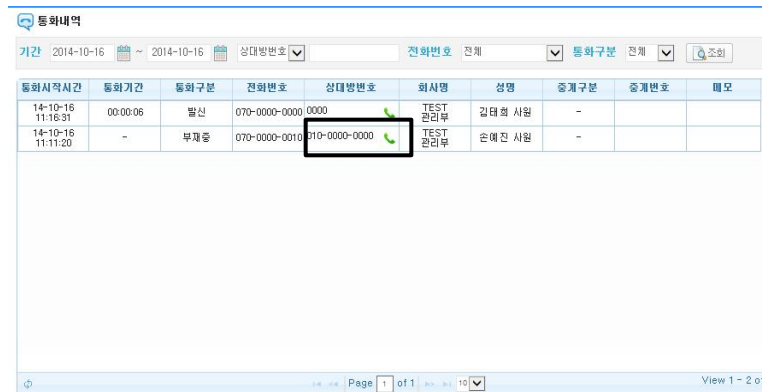 통화내역
기간 2014-10-16 ~ 2014-10-16 상대방번호 전화번호 전체 통화구분 전체 조회
통화시작시간 통화기간 통화구분 전화번호 상대방번호 회사명 성명 중계구분 중계번호 메모
14-10-16 11:16:31 00:00:06 발신 070-0000-0000 0000 TEST 관리부 김태희 사원 -
14-10-16 11:11:20 - 부재중 070-0000-0010 010-0000-0000 TEST 관리부 손예진 사원 -
Page 1 of 1 10 View 1 - 2 o